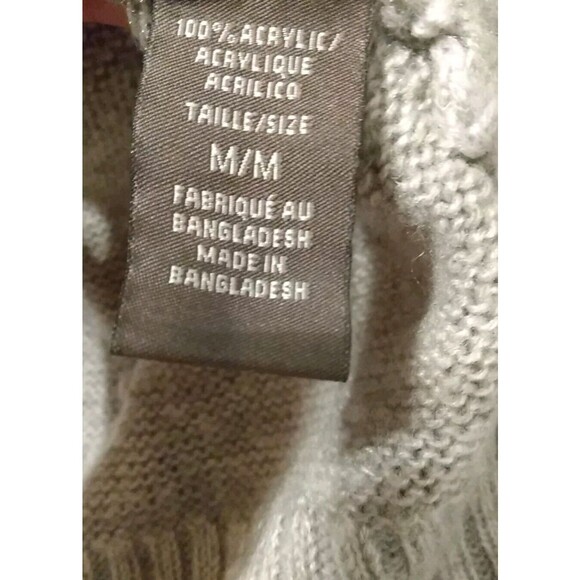 100% ACRYLIC/
ACRYLIQUE
ACRILICO
TAILLE/SIZE
M/M
FABRIQUÉ AU
BANGLADESH
MADE IN
BANGLADESH